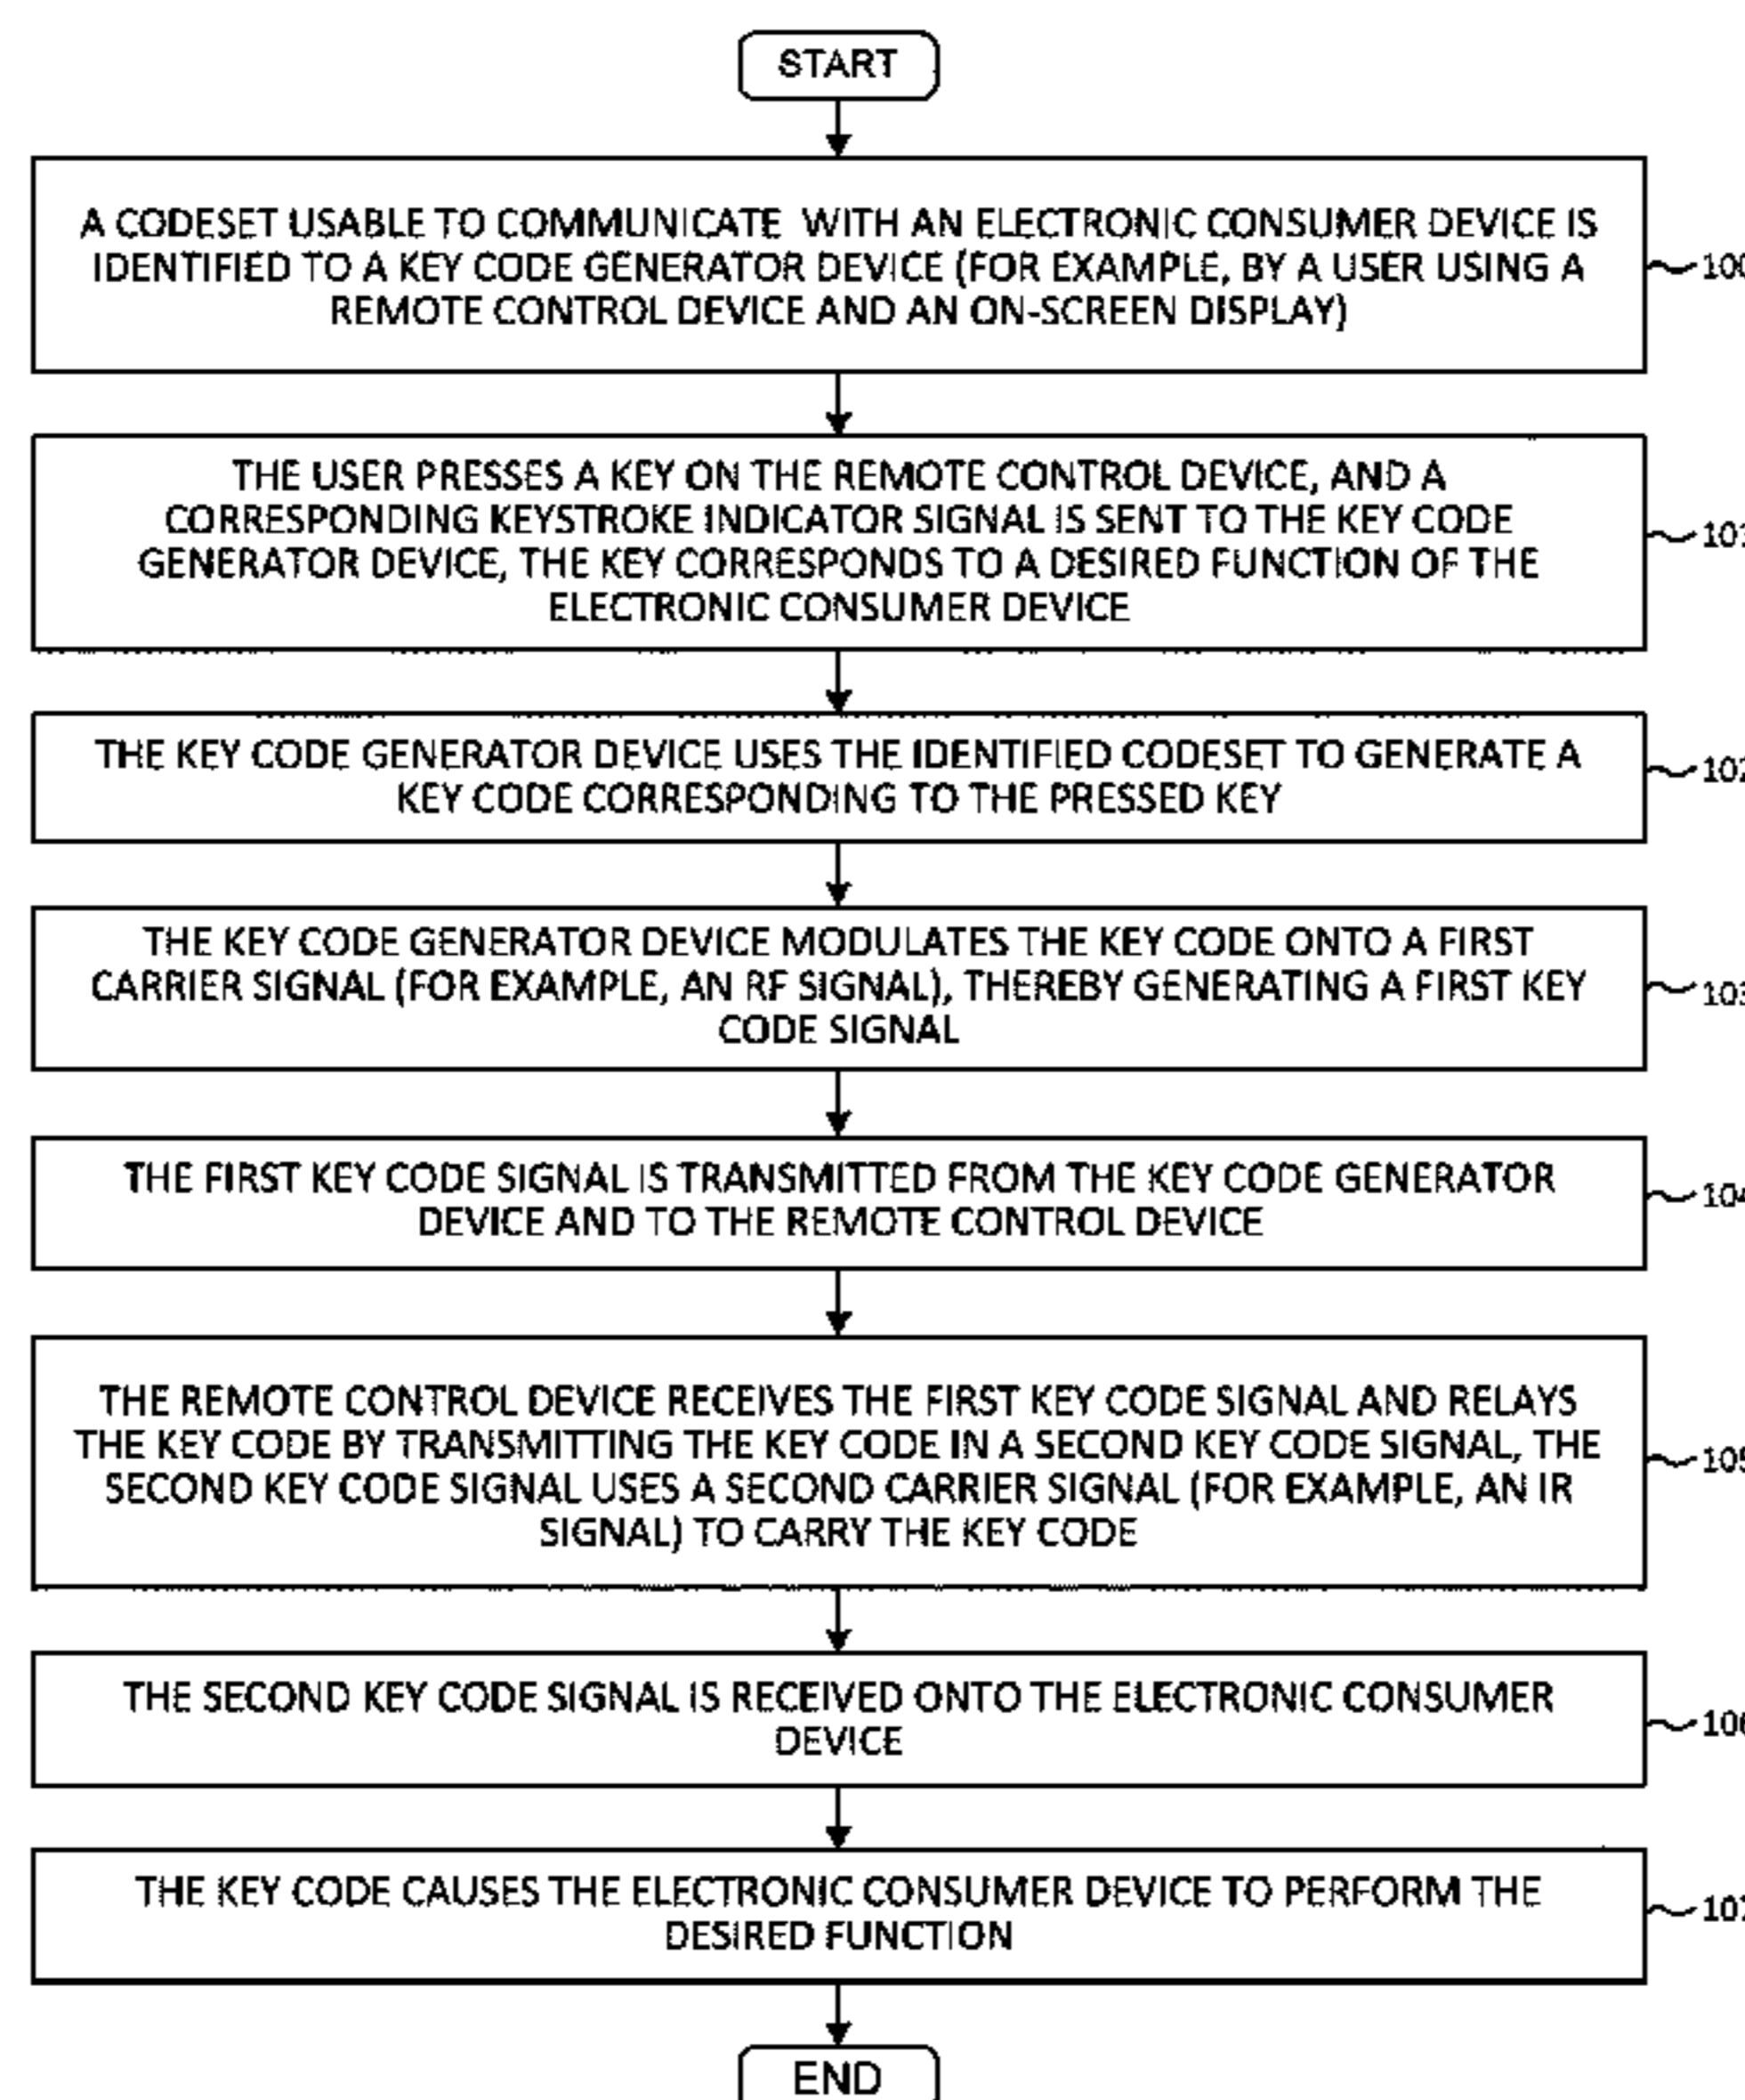 START
A CODESET USABLE TO COMMUNICATE WITH AN ELECTRONIC CONSUMER DEVICE IS
IDENTIFIED TO A KEY CODE GENERATOR DEVICE (FOR EXAMPLE, BY A USER USING A
REMOTE CONTROL DEVICE AND AN ON-SCREEN DISPLAY)
100
THE USER PRESSES A KEY ON THE REMOTE CONTROL DEVICE, AND A
CORRESPONDING KEYSTROKE INDICATOR SIGNAL IS SENT TO THE KEY CODE
GENERATOR DEVICE, THE KEY CORRESPONDS TO A DESIRED FUNCTION OF THE
ELECTRONIC CONSUMER DEVICE
101
THE KEY CODE GENERATOR DEVICE USES THE IDENTIFIED CODESET TO GENERATE A
KEY CODE CORRESPONDING TO THE PRESSED KEY
102
THE KEY CODE GENERATOR DEVICE MODULATES THE KEY CODE ONTO A FIRST
CARRIER SIGNAL (FOR EXAMPLE, AN RF SIGNAL), THEREBY GENERATING A FIRST KEY
CODE SIGNAL
103
THE FIRST KEY CODE SIGNAL IS TRANSMITTED FROM THE KEY CODE GENERATOR
DEVICE AND TO THE REMOTE CONTROL DEVICE
104
THE REMOTE CONTROL DEVICE RECEIVES THE FIRST KEY CODE SIGNAL AND RELAYS
THE KEY CODE BY TRANSMITTING THE KEY CODE IN A SECOND KEY CODE SIGNAL, THE
SECOND KEY CODE SIGNAL USES A SECOND CARRIER SIGNAL (FOR EXAMPLE, AN IR
SIGNAL) TO CARRY THE KEY CODE
105
THE SECOND KEY CODE SIGNAL IS RECEIVED ONTO THE ELECTRONIC CONSUMER
DEVICE
106
THE KEY CODE CAUSES THE ELECTRONIC CONSUMER DEVICE TO PERFORM THE
DESIRED FUNCTION
107
END